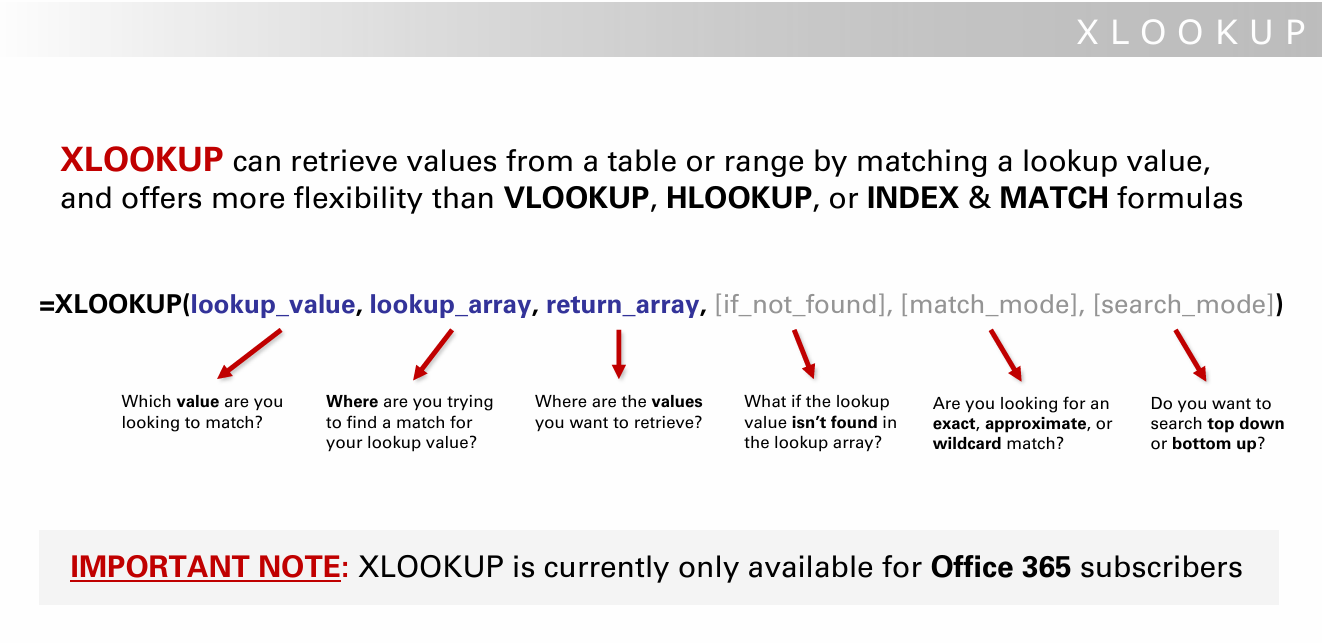 XLOOKUP
XLOOKUP can retrieve values from a table or range by matching a lookup value,
and offers more flexibility than VLOOKUP, HLOOKUP, or INDEX & MATCH formulas
=XLOOKUP(lookup_value, lookup_array, return_array, [if_not_found], [match_mode], [search_mode])
Which value are you
looking to match?
Where are you trying
to find a match for
your lookup value?
Where are the values
you want to retrieve?
What if the lookup
value isn't found in
the lookup array?
Are you looking for an
exact, approximate, or
wildcard match?
Do you want to
search top down
or bottom up?
IMPORTANT NOTE: XLOOKUP is currently only available for Office 365 subscribers